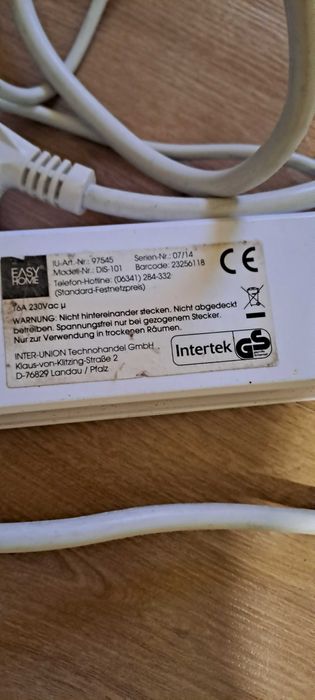 EASY
HOME
IU-Art.-Nr.: 97545 Serien-Nr.: 07/14
Modell-Nr.: DIS-101 Barcode: 23256118
Telefon-Hotline: (06341) 284-332
(Standard-Festnetzpreis)
CE
16A 230Vac µ
WARNUNG: Nicht hintereinander stecken. Nicht abgedeckt
betreiben. Spannungsfrei nur bei gezogenem Stecker.
Nur zur Verwendung in trockenen Räumen.
INTER-UNION Technohandel GmbH
Klaus-von-Klitzing-Straße 2
D-76829 Landau / Pfalz
Intertek GS